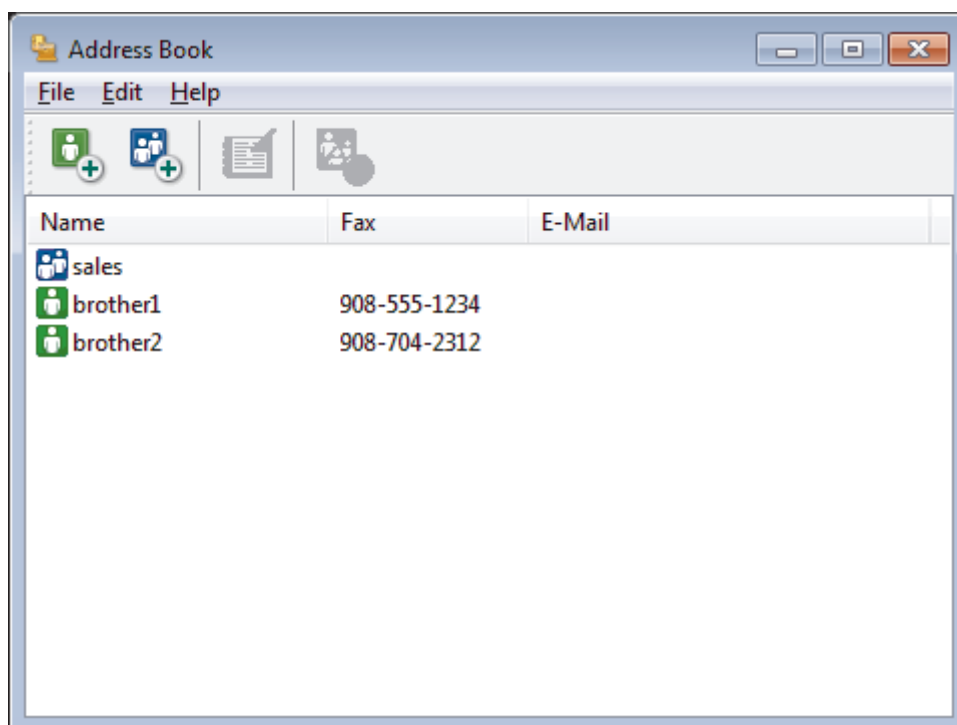 Address Book
File Edit Help
Name Fax E-Mail
sales
brother1 908-555-1234
brother2 908-704-2312